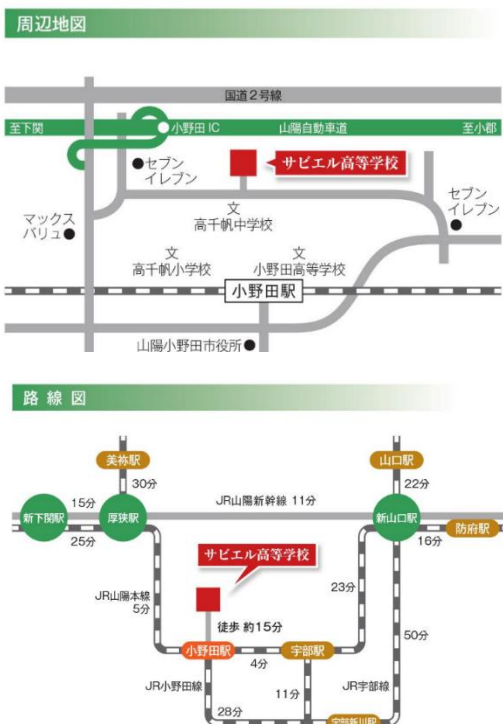 周辺地図
国道2号線
至下関
小野田 IC
山陽自動車道
至小郡
セブン
イレブン
サビエル高等学校
セブン
イレブン
マックス
バリュ
文
高千帆中学校
文
高千帆小学校
文
小野田高等学校
小野田駅
山陽小野田市役所
路線図
美祢駅
山口駅
30分
22分
15分
JR山陽新幹線 11分
新下関駅
厚狭駅
新山口駅
防府駅
25分
16分
サビエル高等学校
JR山陽本線
5分
23分
徒歩 約15分
50分
小野田駅
宇部駅
4分
JR小野田線
11分
JR宇部線
28分
宇部新川駅